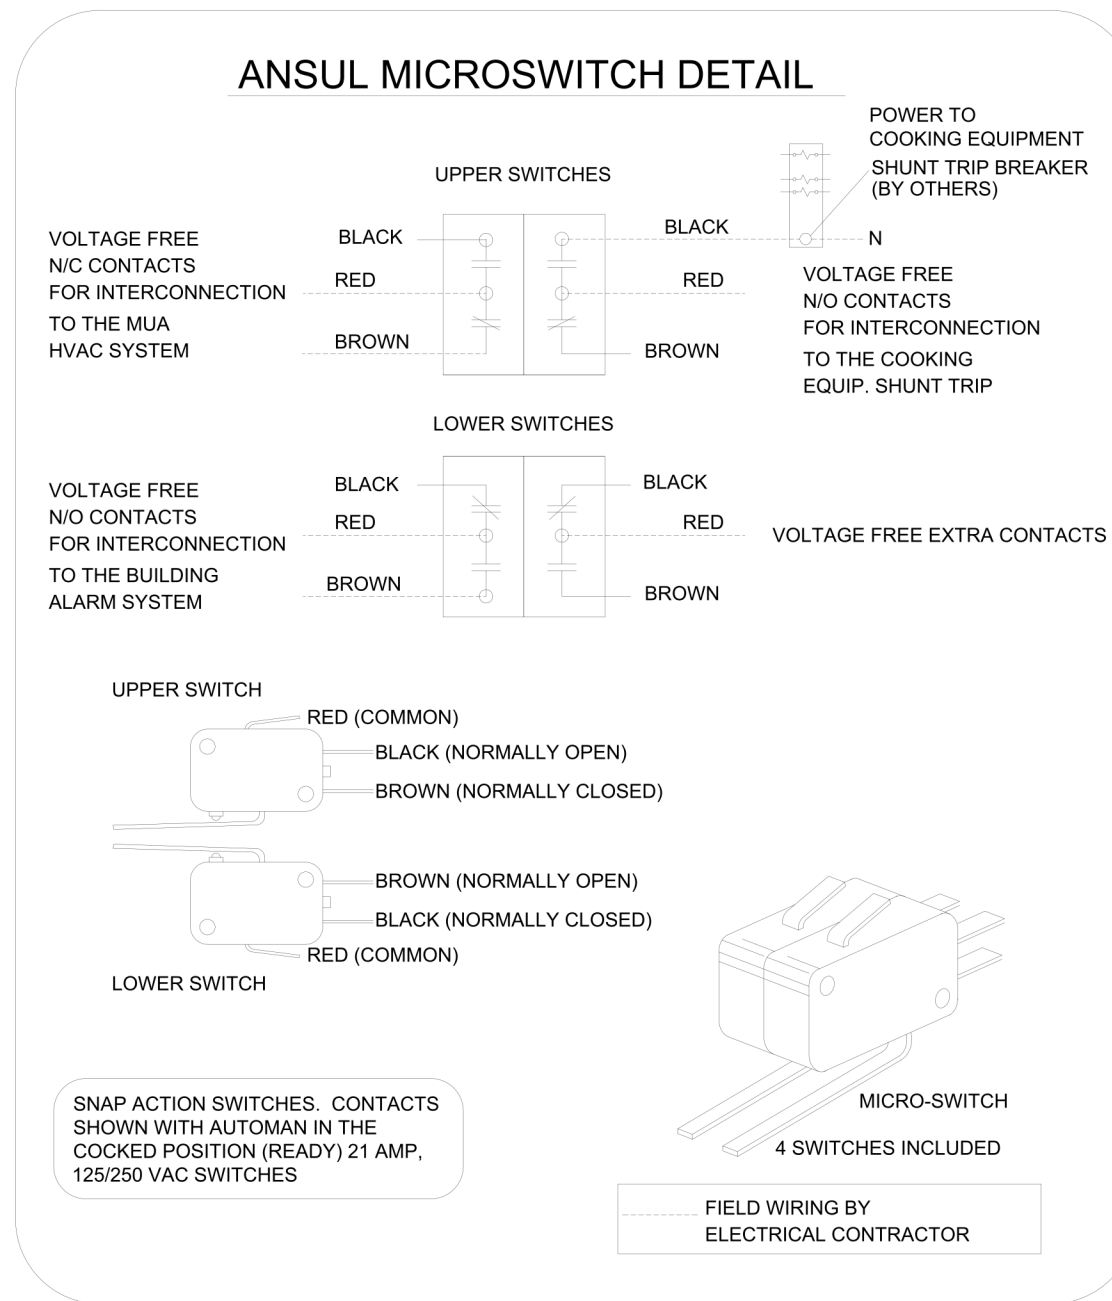 ANSUL MICROSWITCH DETAIL
POWER TO
COOKING EQUIPMENT
SHUNT TRIP BREAKER
(BY OTHERS)
UPPER SWITCHES
BLACK
N
VOLTAGE FREE
N/C CONTACTS
FOR INTERCONNECTION
TO THE MUA
HVAC SYSTEM
BLACK
RED
BROWN
RED
BROWN
VOLTAGE FREE
N/O CONTACTS
FOR INTERCONNECTION
TO THE COOKING
EQUIP. SHUNT TRIP
LOWER SWITCHES
VOLTAGE FREE
N/O CONTACTS
FOR INTERCONNECTION
TO THE BUILDING
ALARM SYSTEM
BLACK
RED
BROWN
BLACK
RED
BROWN
VOLTAGE FREE EXTRA CONTACTS
UPPER SWITCH
RED (COMMON)
BLACK (NORMALLY OPEN)
BROWN (NORMALLY CLOSED)
BROWN (NORMALLY OPEN)
BLACK (NORMALLY CLOSED)
RED (COMMON)
LOWER SWITCH
SNAP ACTION SWITCHES. CONTACTS
SHOWN WITH AUTOMAN IN THE
COCKED POSITION (READY) 21 AMP,
125/250 VAC SWITCHES
MICRO-SWITCH
4 SWITCHES INCLUDED
FIELD WIRING BY
ELECTRICAL CONTRACTOR